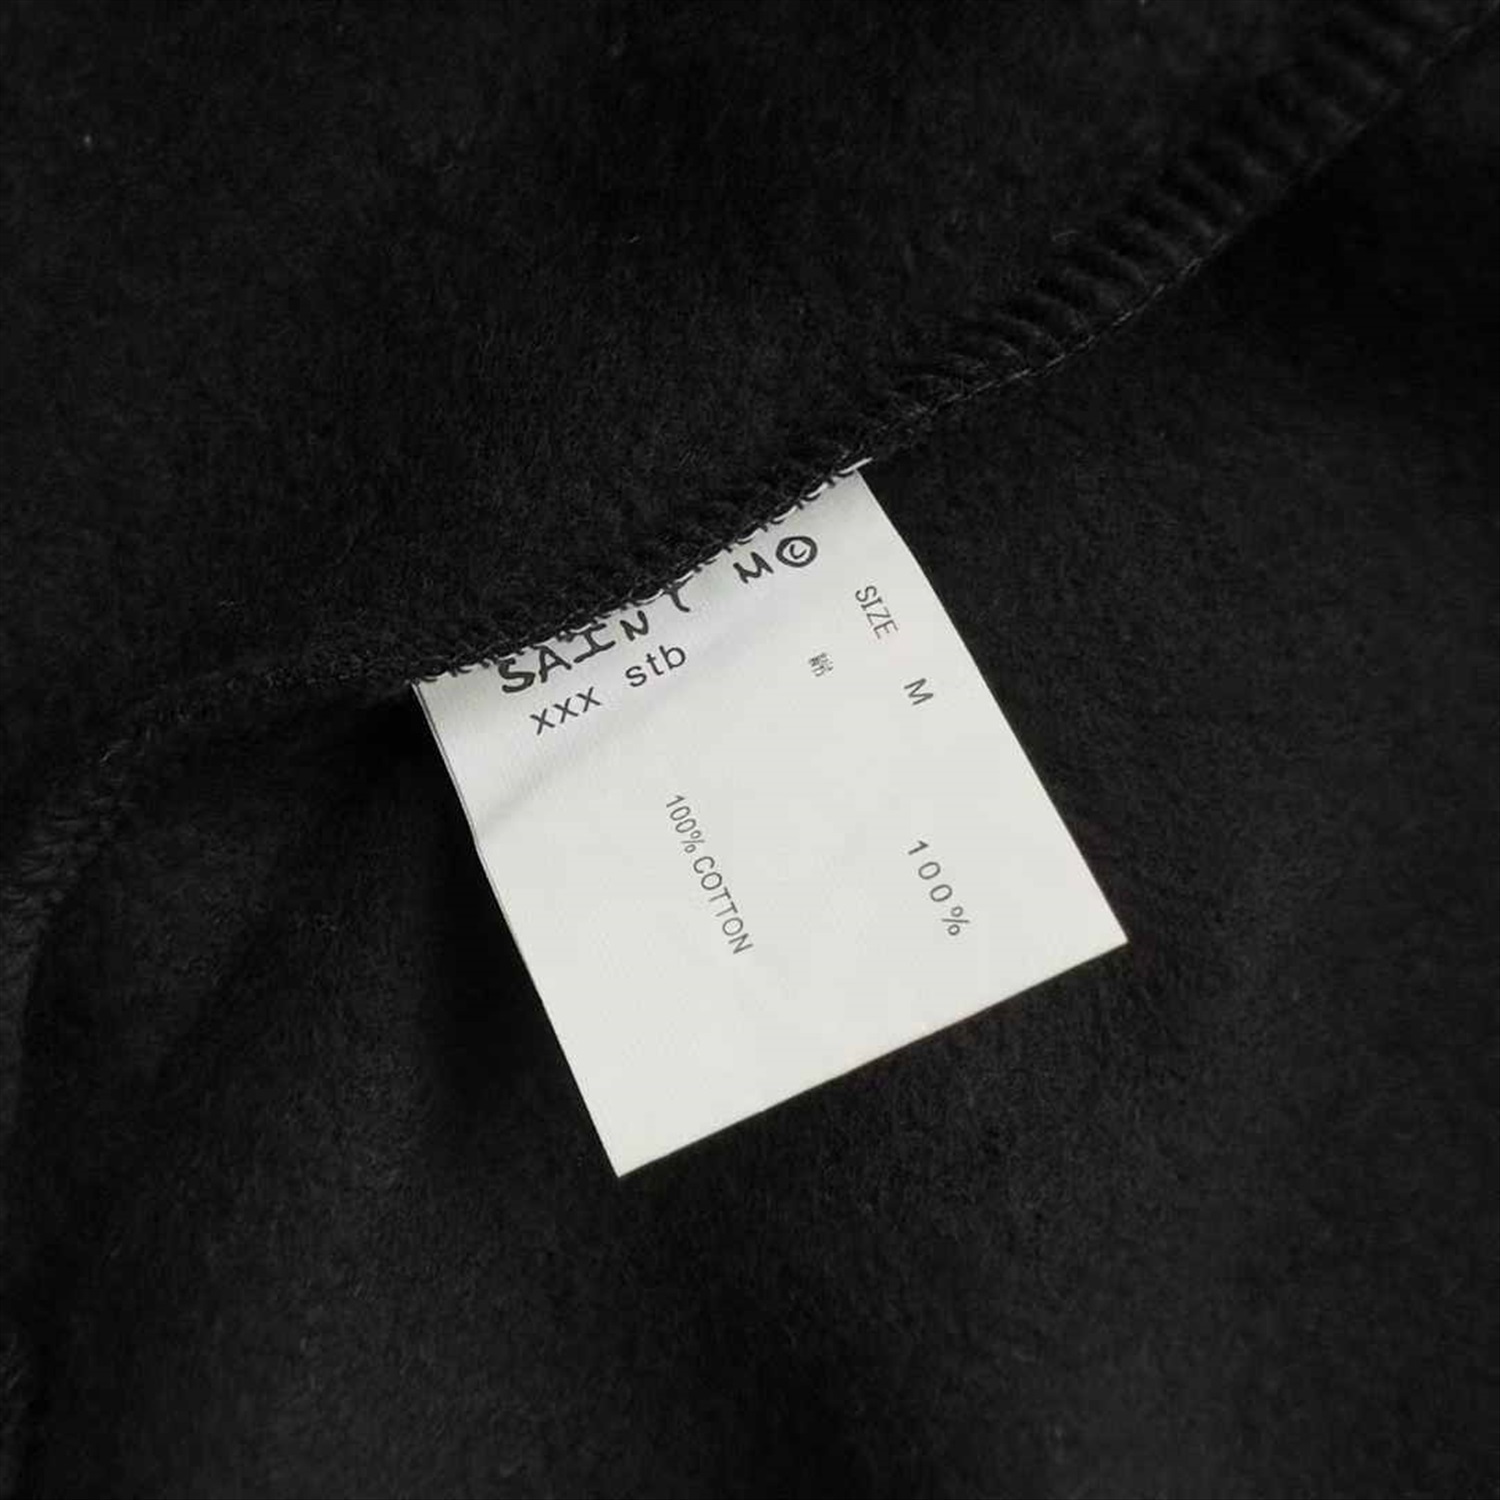 SAINT M©
xxx stb
SIZE M
100%
100% COTTON